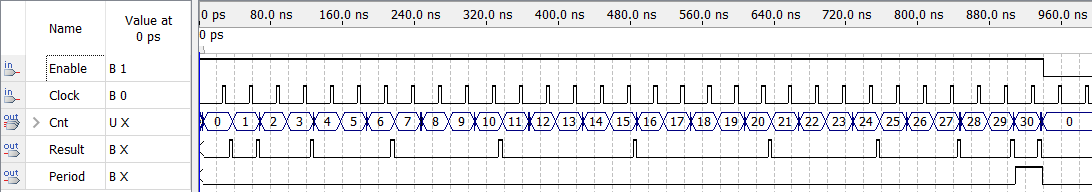 Name Value at 0 ps
0 ps 80.0 ns 160.0 ns 240.0 ns 320.0 ns 400.0 ns 480.0 ns 560.0 ns 640.0 ns 720.0 ns 800.0 ns 880.0 ns 960.0 ns
0 ps
in Enable B 1
in Clock B 0
out Cnt U X 0 1 2 3 4 5 6 7 8 9 10 11 12 13 14 15 16 17 18 19 20 21 22 23 24 25 26 27 28 29 30 0
out Result B X
out Period B X